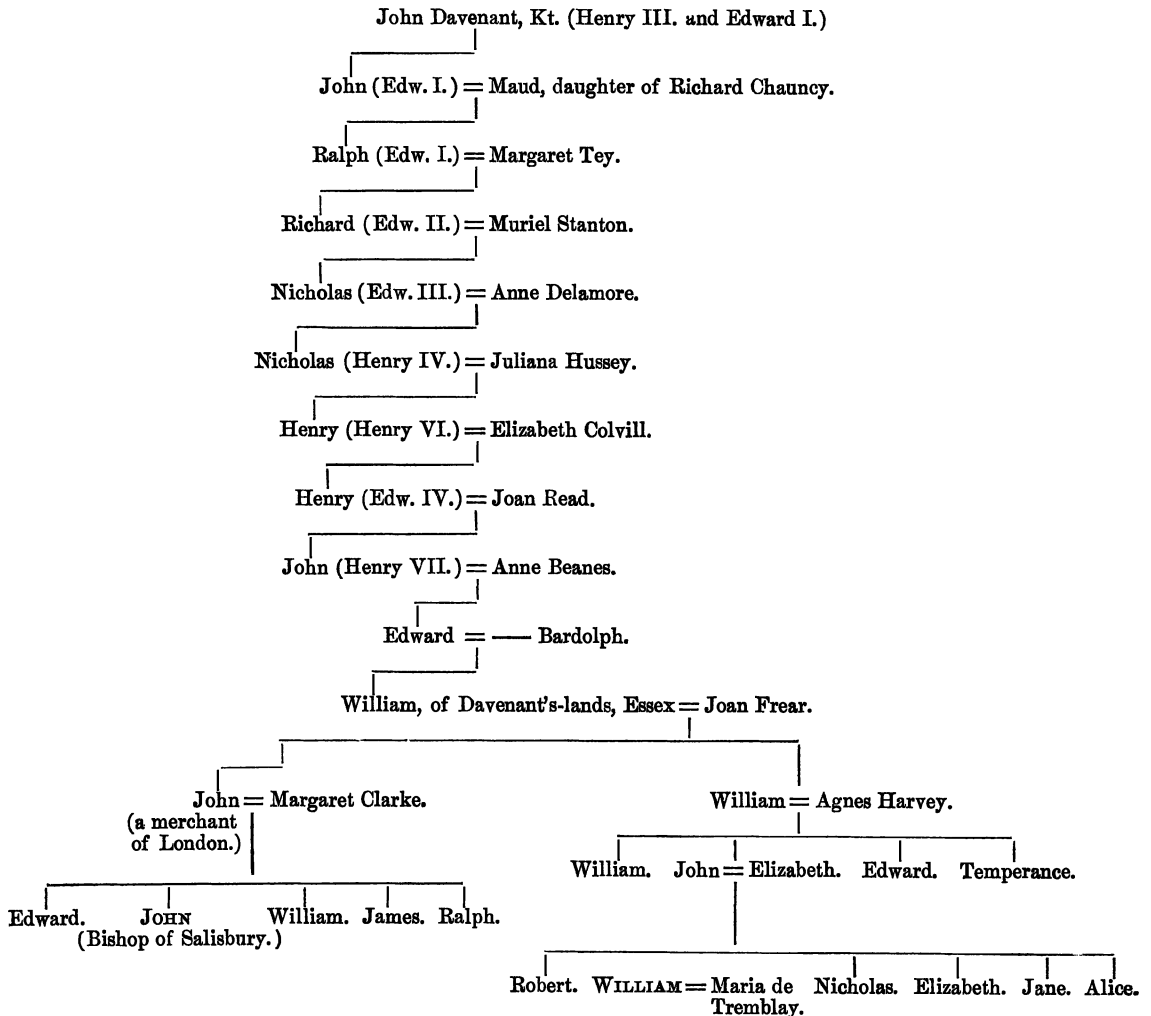 John Davenant, Kt. (Henry III. and Edward I.)
John (Edw. I.) = Maud, daughter of Richard Chauncy.
Ralph (Edw. I.) = Margaret Tey.
Richard (Edw. II.) = Muriel Stanton.
Nicholas (Edw. III.) = Anne Delamore.
Nicholas (Henry IV.) = Juliana Hussey.
Henry (Henry VI.) = Elizabeth Colvill.
Henry (Edw. IV.) = Joan Read.
John (Henry VII.) = Anne Beanes.
Edward = — Bardolph.
William, of Davenant's-lands, Essex = Joan Frear.
John = Margaret Clarke.
(a merchant
of London.)
William = Agnes Harvey.
William. John = Elizabeth. Edward. Temperance.
Edward. JOHN William. James. Ralph.
(Bishop of Salisbury.)
Robert. WILLIAM = Maria de Nicholas. Elizabeth. Jane. Alice.
Tremblay.